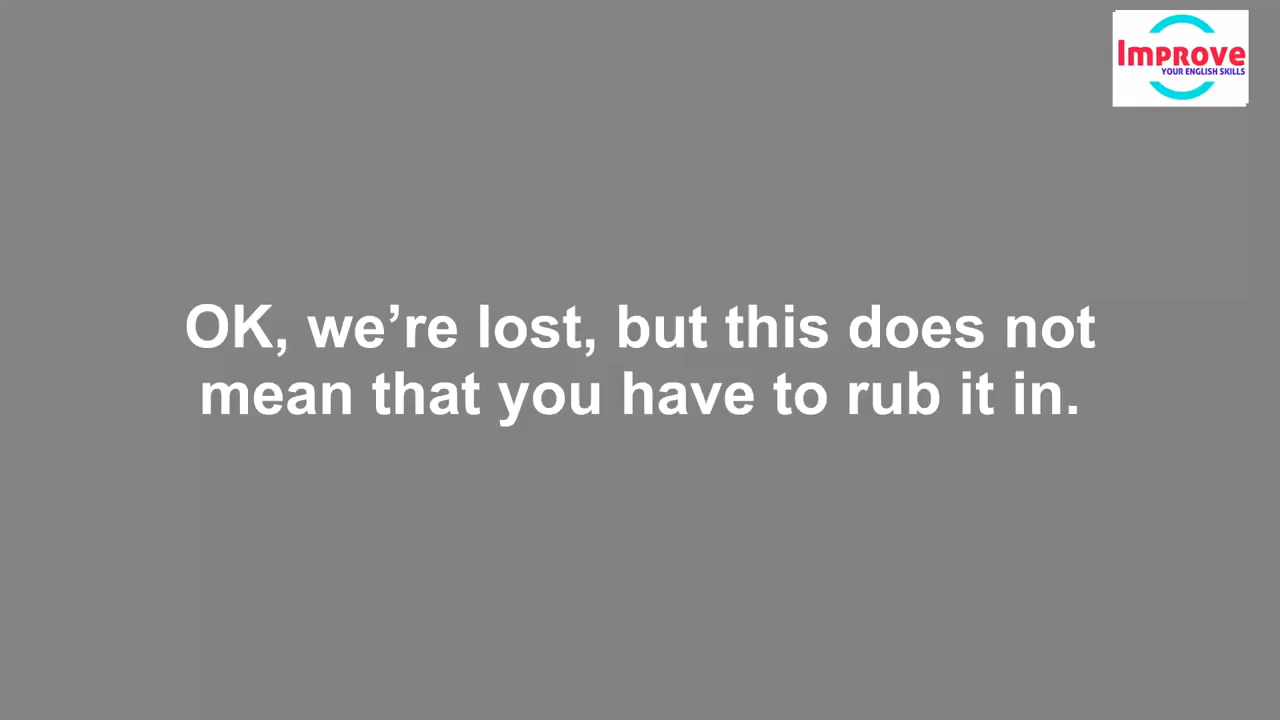 Improve
YOUR ENGLISH SKILLS
OK, we’re lost, but this does not
mean that you have to rub it in.